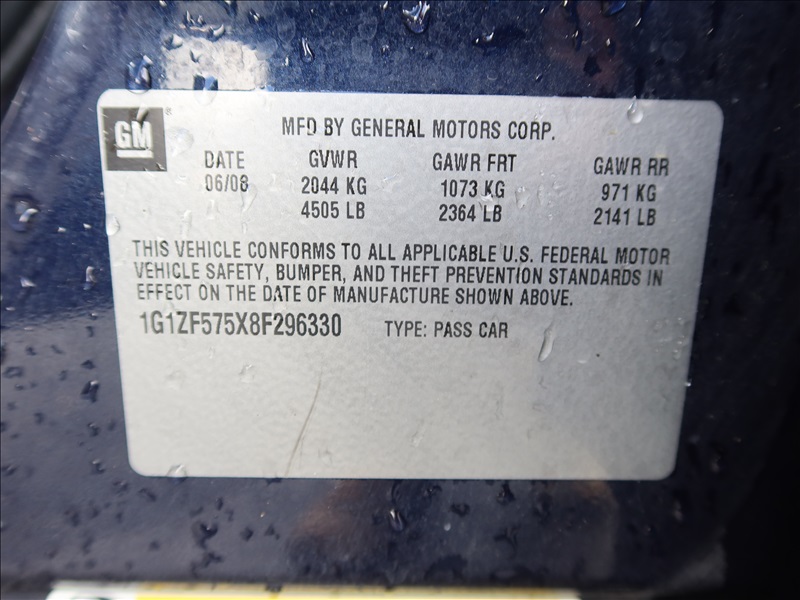 GM®
MFD BY GENERAL MOTORS CORP.
DATE GVWR GAWR FRT GAWR RR
06/08 2044 KG 1073 KG 971 KG
4505 LB 2364 LB 2141 LB
THIS VEHICLE CONFORMS TO ALL APPLICABLE U.S. FEDERAL MOTOR
VEHICLE SAFETY, BUMPER, AND THEFT PREVENTION STANDARDS IN
EFFECT ON THE DATE OF MANUFACTURE SHOWN ABOVE.
1G1ZF575X8F296330 TYPE: PASS CAR